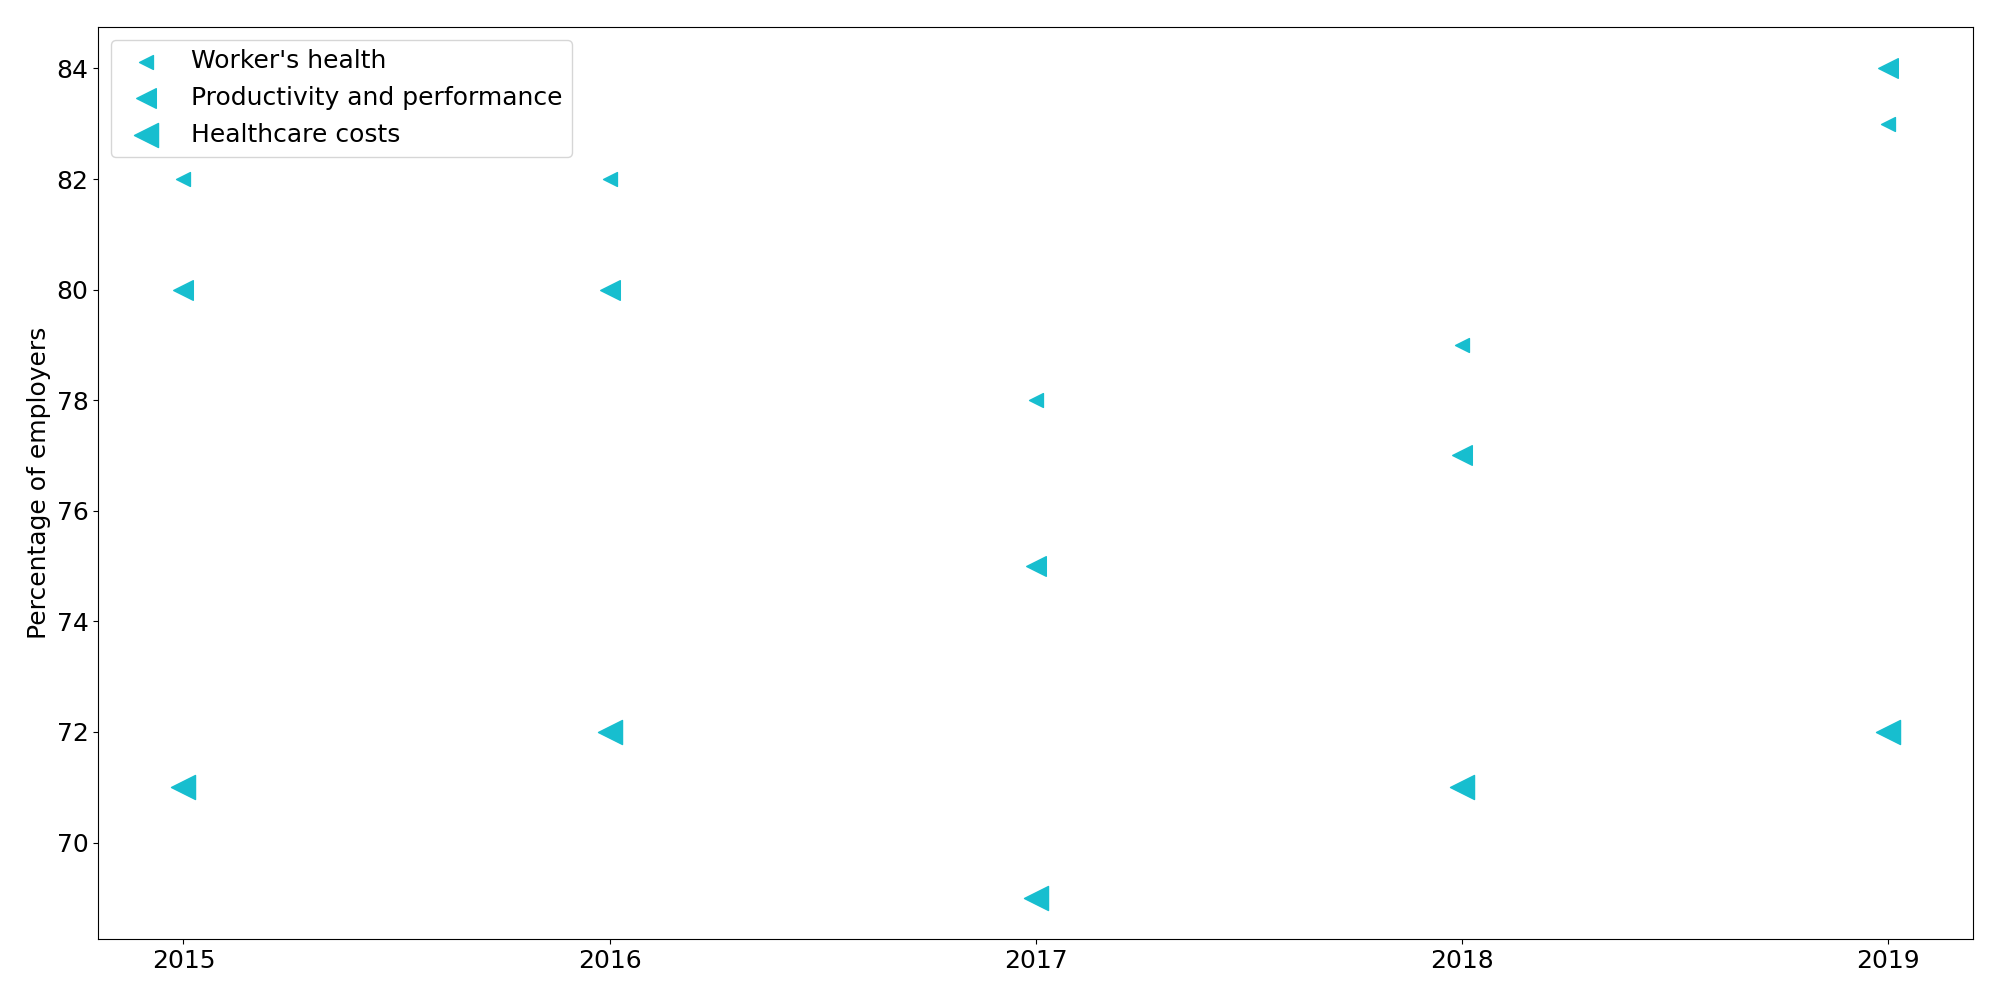 Worker's health
Productivity and performance
Healthcare costs
Percentage of employers
84
82
80
78
76
74
72
70
2015 2016 2017 2018 2019